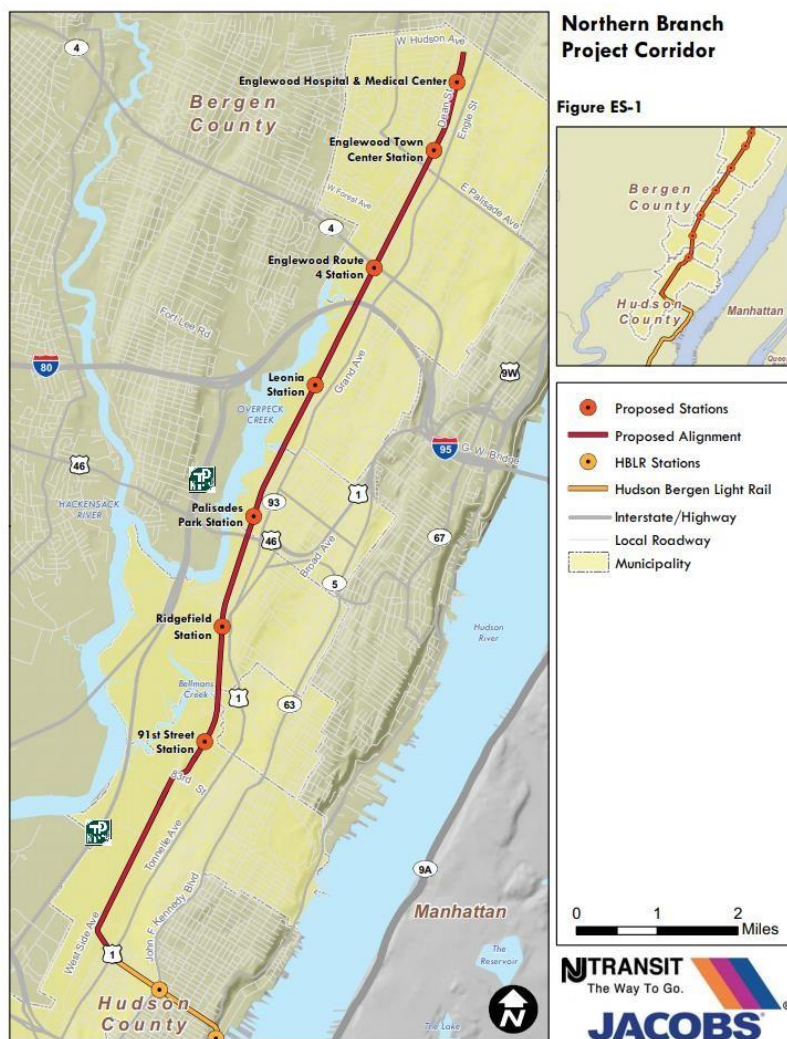 Northern Branch
Project Corridor
Figure ES-1
W Hudson Ave
4
Englewood Hospital & Medical Center
Dean St
Engle St
Bergen
County
Englewood Town
Center Station
W Forest Ave
E Palisade Ave
4
Englewood Route
4 Station
Fort Lee Rd
80
Leonia
Station
Grand Ave
9W
OVERPECK
CREEK
95
G. W. Bridge
46
HACKENSACK
RIVER
Palisades
Park Station
93
1
46
Broad Ave
67
5
Ridgefield
Station
Hudson
River
Bellmans
Creek
1
63
91st Street
Station
83rd St
Tonnelle Ave
9A
John F. Kennedy Blvd
Manhattan
West Side Ave
1
The
Reservoir
Hudson
County
N
The Lake
Bergen
County
Hudson
County
Manhattan
Proposed Stations
Proposed Alignment
HBLR Stations
Hudson Bergen Light Rail
Interstate/Highway
Local Roadway
Municipality
0 1 2
Miles
NJ TRANSIT
The Way To Go.
JACOBS®